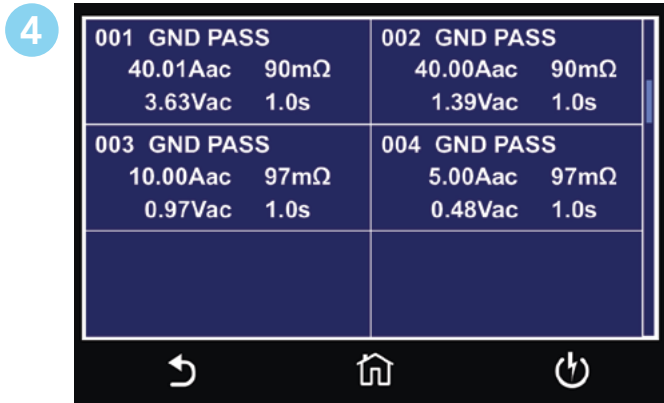 4
001 GND PASS
40.01Aac 90mΩ
3.63Vac 1.0s
002 GND PASS
40.00Aac 90mΩ
1.39Vac 1.0s
003 GND PASS
10.00Aac 97mΩ
0.97Vac 1.0s
004 GND PASS
5.00Aac 97mΩ
0.48Vac 1.0s